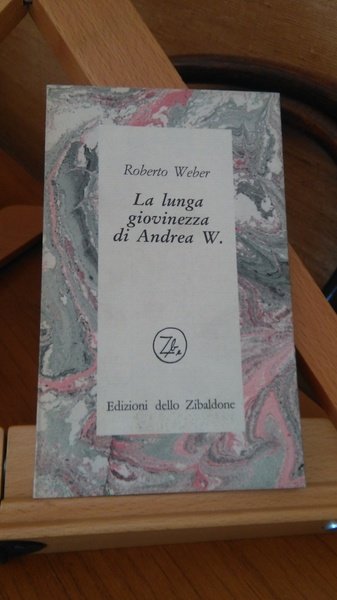 Roberto Weber
La lunga
giovinezza
di Andrea W.
Edizioni dello Zibaldone